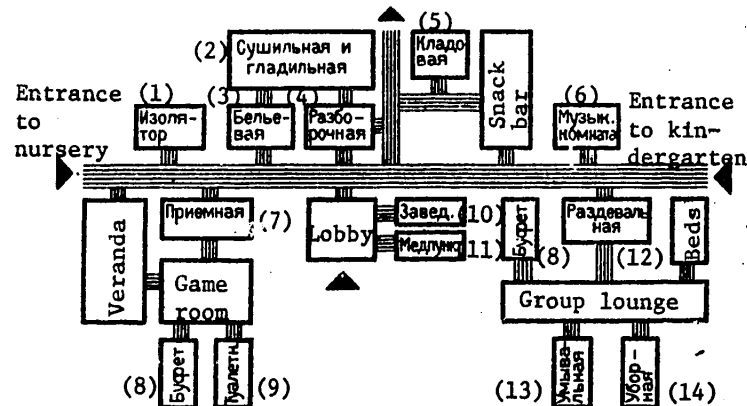 (5)
(2)
Сушильная и
гладильная
Кладо-
вая
Snack
bar
(6)
Entrance
to
nursery
(1)
(3)
(4)
Изоля-
тор
Белье-
вая
Разбо-
рочная
Музык.
комната
Entrance
to kin-
dergarten
Veranda
Приемная
(7)
Lobby
Завед.
(10)
Медпункт
(11)
Буфет
(8)
Раздеваль
ная
(12)
Beds
Game
room
Group lounge
(8)
Буфет
Туалетн.
(9)
(13)
Умыва-
льная
Убор-
ная
(14)